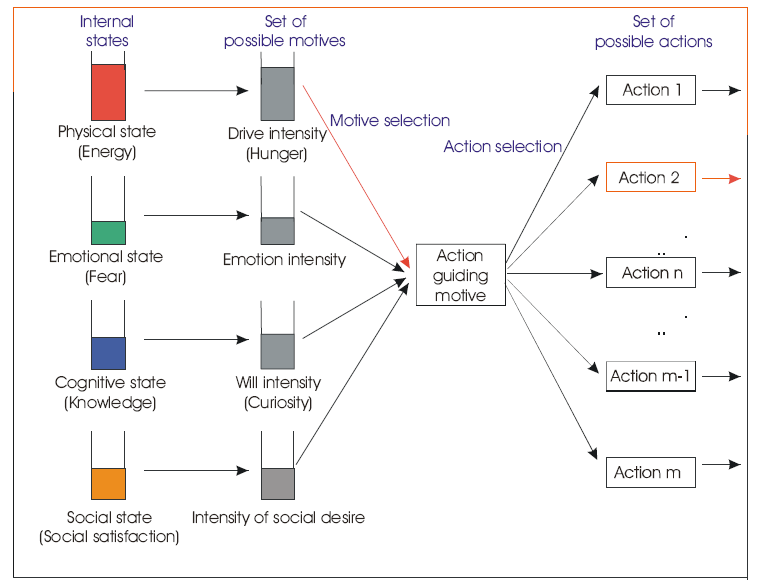 Internal
states
Set of
possible motives
Set of
possible actions
Physical state
(Energy)
Drive intensity
(Hunger)
Motive selection
Action selection
Action 1
Action 2
Emotional state
(Fear)
Emotion intensity
Action
guiding
motive
Action n
Cognitive state
(Knowledge)
Will intensity
(Curiosity)
Action m-1
Action m
Social state
(Social satisfaction)
Intensity of social desire